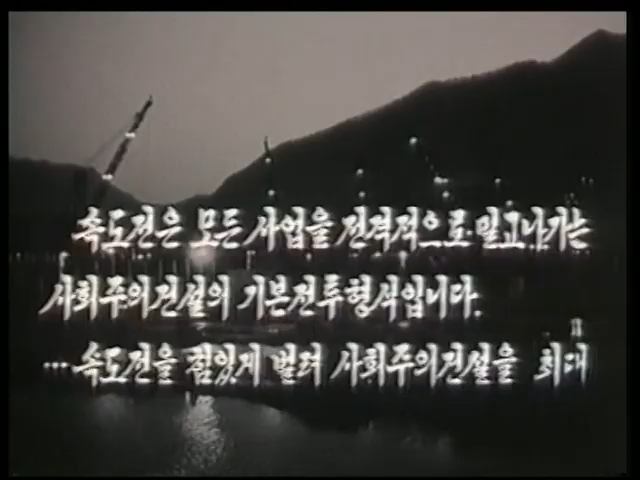 속도전은 모든 사업을 전격적으로 밀고나가는
사회주의건설의 기본전투형식입니다.
…속도전을 힘있게 벌려 사회주의건설을 최대